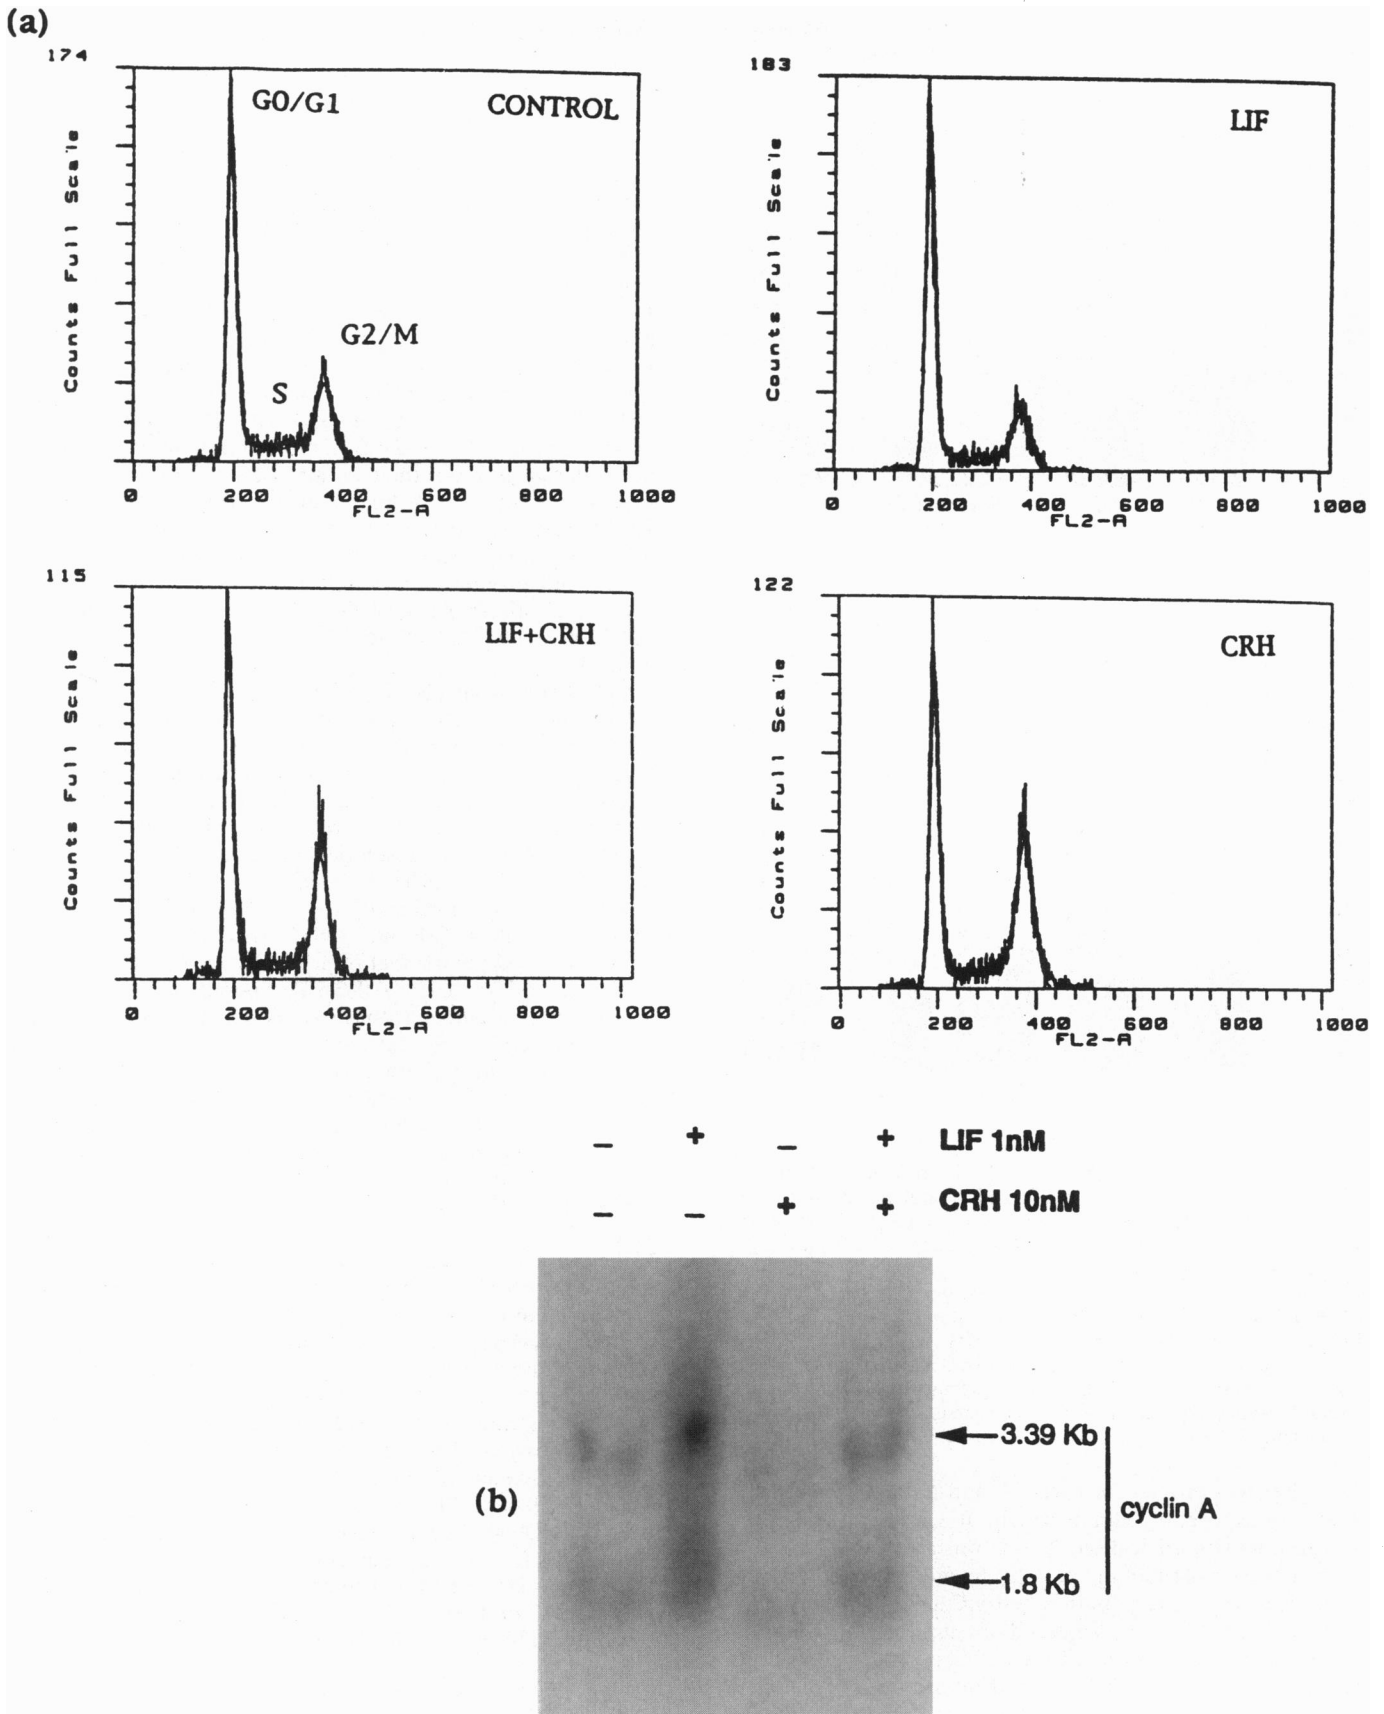 (a)
174
Counts Full Scale
G0/G1
CONTROL
S
G2/M
0 200 400 600 800 1000
FL2-A
183
Counts Full Scale
LIF
0 200 400 600 800 1000
FL2-A
115
Counts Full Scale
LIF+CRH
0 200 400 600 800 1000
FL2-A
122
Counts Full Scale
CRH
0 200 400 600 800 1000
FL2-A
– + – + LIF 1nM
– – + + CRH 10nM
(b)
3.39 Kb
cyclin A
1.8 Kb